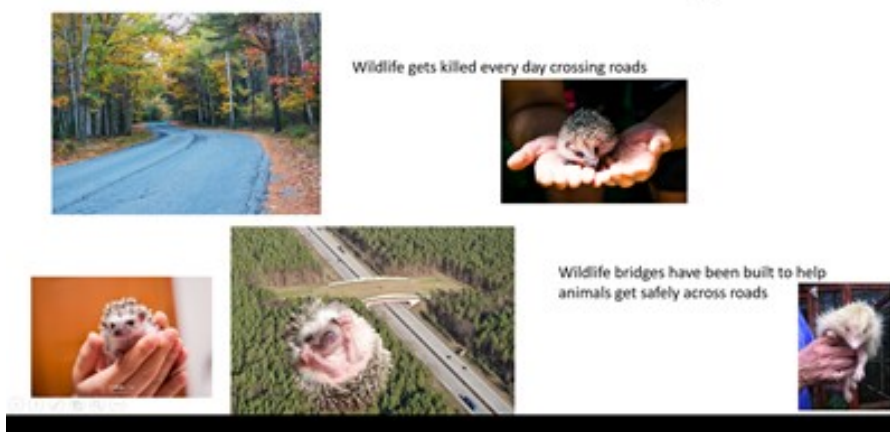 Wildlife gets killed every day crossing roads
Wildlife bridges have been built to help
animals get safely across roads